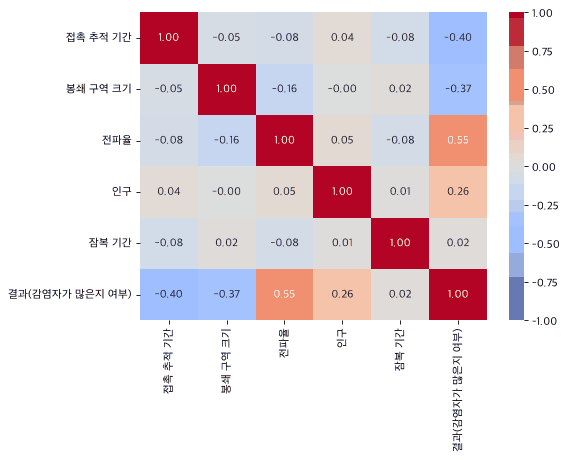 접촉 추적 기간 1.00 -0.05 -0.08 0.04 -0.08 -0.40
봉쇄 구역 크기 -0.05 1.00 -0.16 -0.00 0.02 -0.37
전파율 -0.08 -0.16 1.00 0.05 -0.08 0.55
인구 0.04 -0.00 0.05 1.00 0.01 0.26
잠복 기간 -0.08 0.02 -0.08 0.01 1.00 0.02
결과(감염자가 많은지 여부) -0.40 -0.37 0.55 0.26 0.02 1.00
접촉 추적 기간
봉쇄 구역 크기
전파율
인구
잠복 기간
결과(감염자가 많은지 여부)
1.00
0.75
0.50
0.25
0.00
-0.25
-0.50
-0.75
-1.00